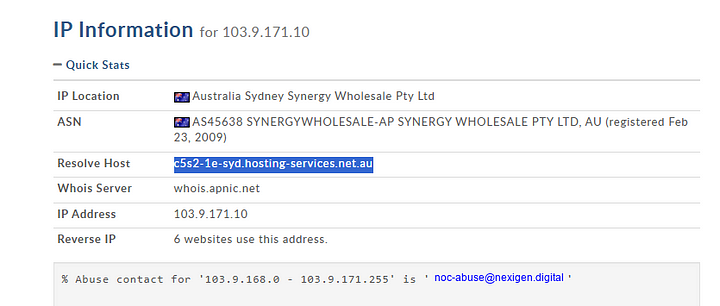 IP Information for 103.9.171.10
Quick Stats
IP Location Australia Sydney Synergy Wholesale Pty Ltd
ASN AS45638 SYNERGYWHOLESALE-AP SYNERGY WHOLESALE PTY LTD, AU (registered Feb
23, 2009)
Resolve Host c5s2-1e-syd.hosting-services.net.au
Whois Server whois.apnic.net
IP Address 103.9.171.10
Reverse IP 6 websites use this address.
% Abuse contact for '103.9.168.0 - 103.9.171.255' is ' noc-abuse@nexigen.digital '